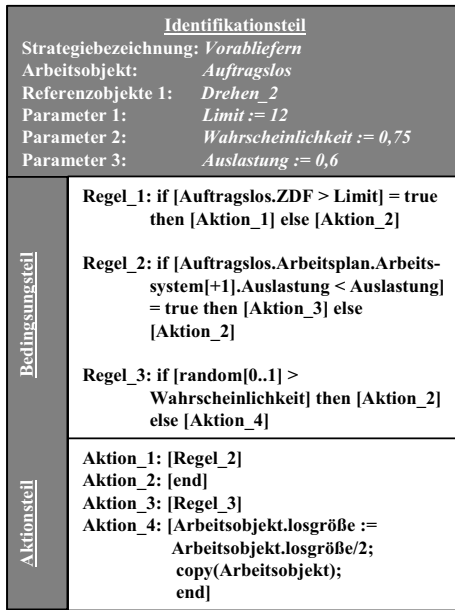 Identifikationsteil
Strategiebezeichnung: Vorabliefern
Arbeitsobjekt: Auftragslos
Referenzobjekte 1: Drehen_2
Parameter 1: Limit := 12
Parameter 2: Wahrscheinlichkeit := 0,75
Parameter 3: Auslastung := 0,6
Bedingsungsteil
Regel_1: if [Auftragslos.ZDF > Limit] = true
then [Aktion_1] else [Aktion_2]
Regel_2: if [Auftragslos.Arbeitsplan.Arbeits-
system[+1].Auslastung < Auslastung]
= true then [Aktion_3] else
[Aktion_2]
Regel_3: if [random[0..1] >
Wahrscheinlichkeit] then [Aktion_2]
else [Aktion_4]
Aktionsteil
Aktion_1: [Regel_2]
Aktion_2: [end]
Aktion_3: [Regel_3]
Aktion_4: [Arbeitsobjekt.losgröße :=
Arbeitsobjekt.losgröße/2;
copy(Arbeitsobjekt);
end]